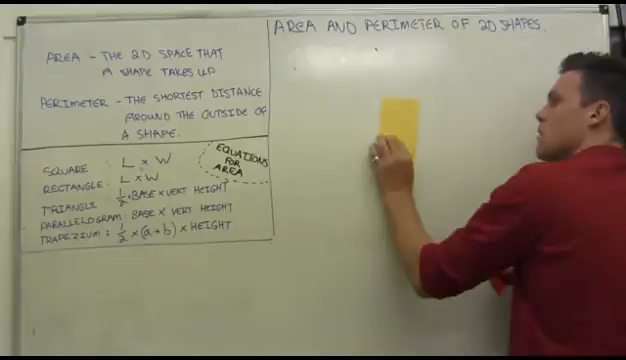 AREA AND PERIMETER OF 2D SHAPES.
AREA - THE 2D SPACE THAT
A SHAPE TAKES UP
PERIMETER - THE SHORTEST DISTANCE
AROUND THE OUTSIDE OF
A SHAPE.
EQUATIONS
FOR
AREA
SQUARE : L x W
RECTANGLE: L x W
TRIANGLE : 1/2 x BASE x VERT HEIGHT
PARALLELOGRAM: BASE x VERT HEIGHT
TRAPEZIUM: 1/2 x (a+b) x HEIGHT